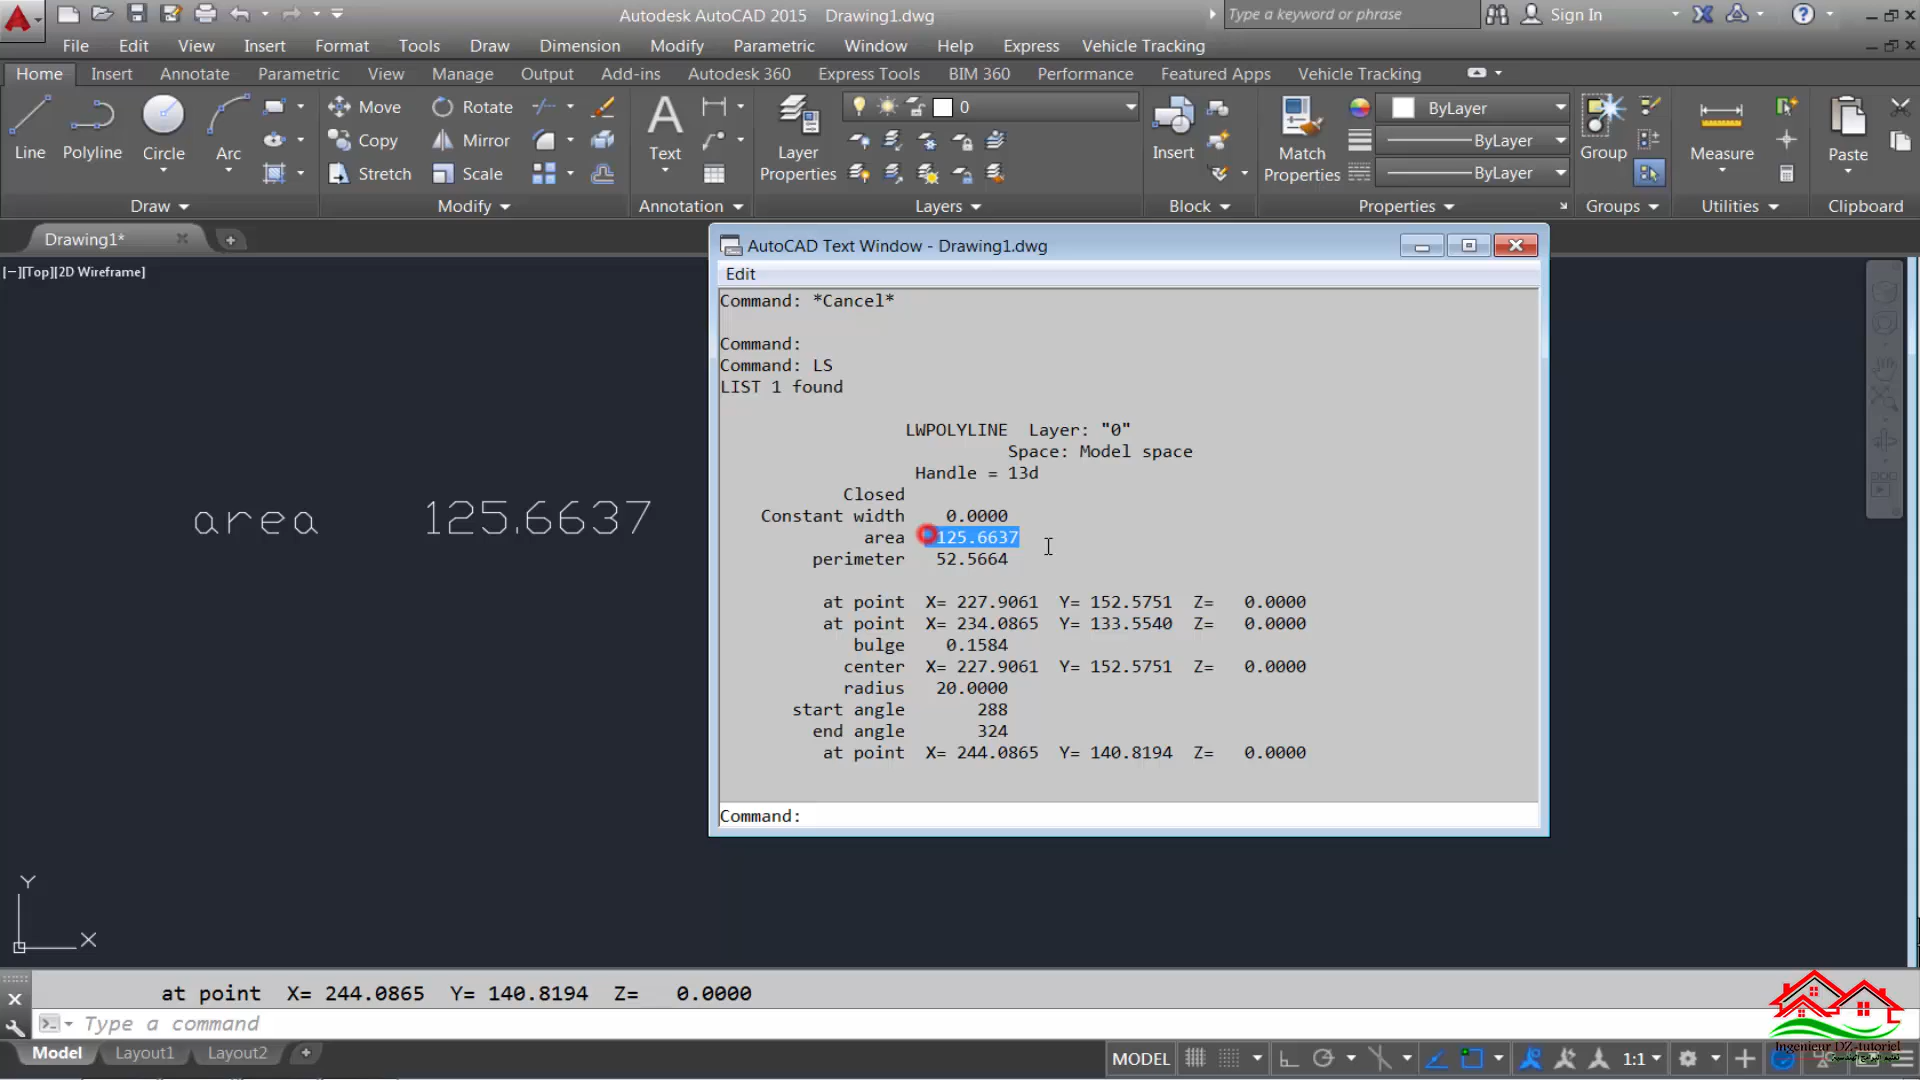 Autodesk AutoCAD 2015 Drawing1.dwg
Type a keyword or phrase
Sign In
File Edit View Insert Format Tools Draw Dimension Modify Parametric Window Help Express Vehicle Tracking
Home Insert Annotate Parametric View Manage Output Add-ins Autodesk 360 Express Tools BIM 360 Performance Featured Apps Vehicle Tracking
Line Polyline Circle Arc
Move Rotate
Copy Mirror
Stretch Scale
Text
Layer Properties
0
Insert
Match Properties
ByLayer
ByLayer
ByLayer
Group
Measure
Paste
Draw Modify Annotation Layers Block Properties Groups Utilities Clipboard
Drawing1*
[−][Top][2D Wireframe]
AutoCAD Text Window - Drawing1.dwg
Edit
Command: *Cancel*
Command:
Command: LS
LIST 1 found
LWPOLYLINE Layer: "0"
Space: Model space
Handle = 13d
Closed
Constant width 0.0000
area 125.6637
perimeter 52.5664
at point X= 227.9061 Y= 152.5751 Z= 0.0000
at point X= 234.0865 Y= 133.5540 Z= 0.0000
bulge 0.1584
center X= 227.9061 Y= 152.5751 Z= 0.0000
radius 20.0000
start angle 288
end angle 324
at point X= 244.0865 Y= 140.8194 Z= 0.0000
Command:
area 125.6637
Y
X
at point X= 244.0865 Y= 140.8194 Z= 0.0000
Type a command
Model Layout1 Layout2
MODEL
1:1
Ingenieur DZ-tutoriel